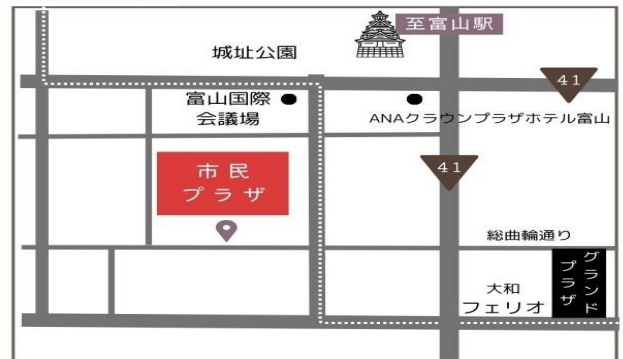 至富山駅
城址公園
41
富山国際
会議場
ANAクラウンプラザホテル富山
市民
プラザ
41
総曲輪通り
グランド
プラザ
大和
フェリオ